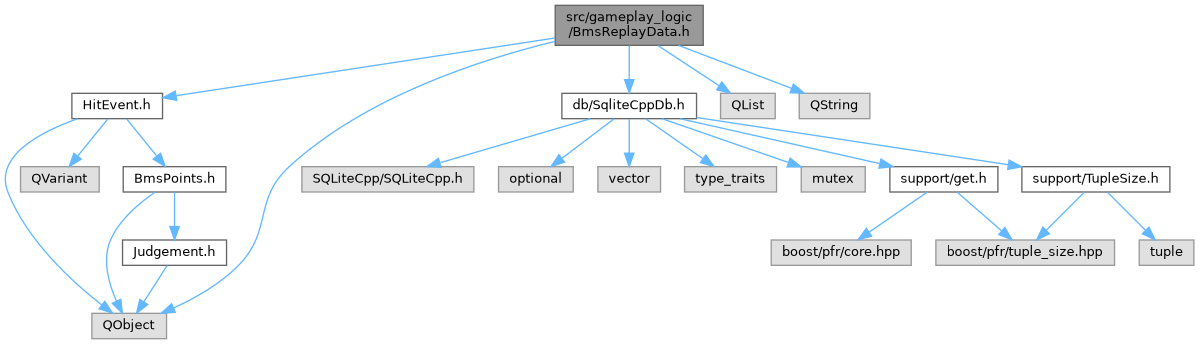 src/gameplay_logic
/BmsReplayData.h
HitEvent.h
db/SqliteCppDb.h
QList
QString
QVariant
BmsPoints.h
SQLiteCpp/SQLiteCpp.h
optional
vector
type_traits
mutex
support/get.h
support/TupleSize.h
Judgement.h
boost/pfr/core.hpp
boost/pfr/tuple_size.hpp
tuple
QObject